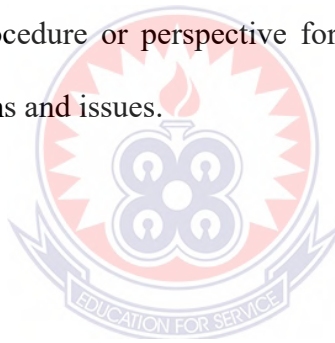 ocedure or perspective for
ns and issues.
EDUCATION FOR SERVICE